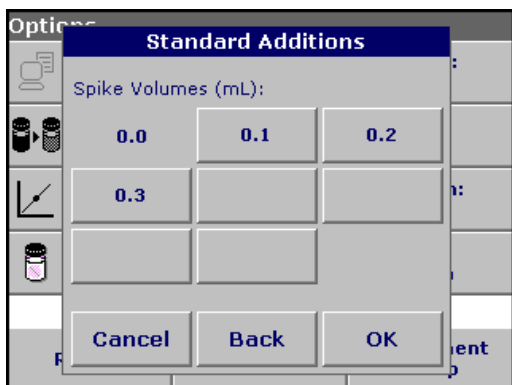 Options
Standard Additions
Spike Volumes (mL):
0.0 0.1 0.2
0.3
Cancel Back OK